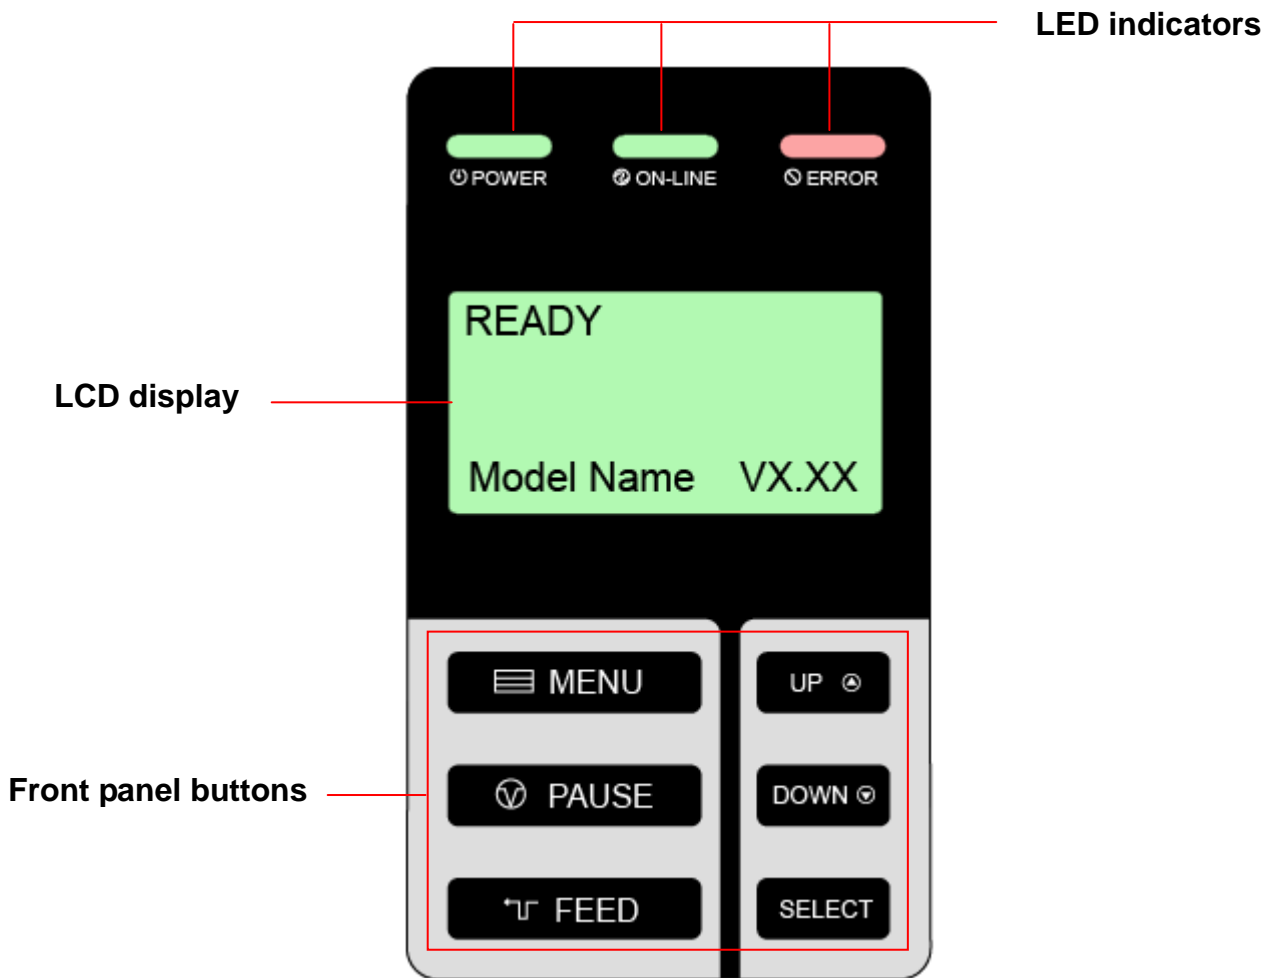 LED indicators
POWER ON-LINE ERROR
READY
LCD display
Model Name VX.XX
MENU UP
Front panel buttons
PAUSE DOWN
FEED SELECT